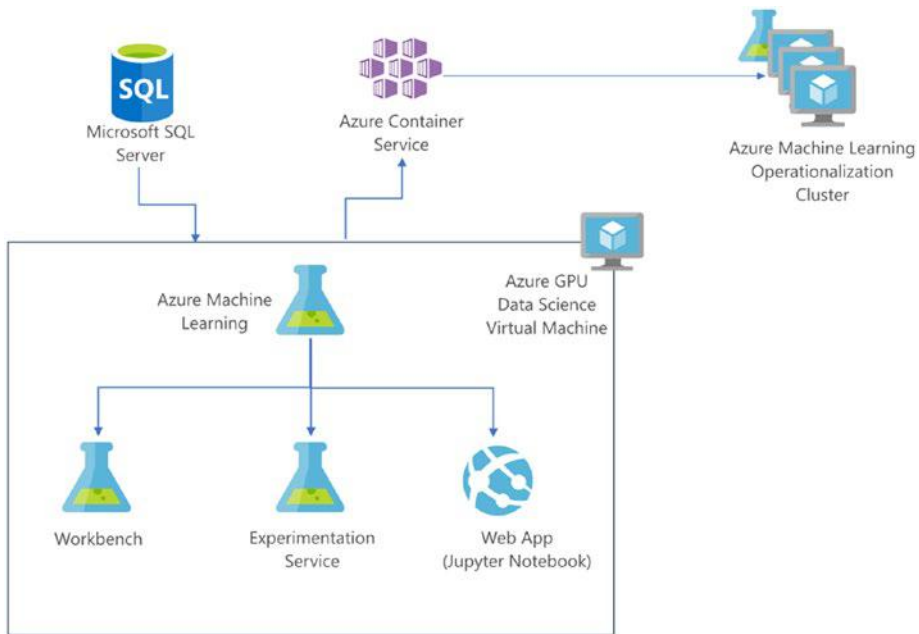 SQL
Microsoft SQL
Server
Azure Container
Service
Azure Machine Learning
Operationalization
Cluster
Azure Machine
Learning
Azure GPU
Data Science
Virtual Machine
Workbench
Experimentation
Service
Web App
(Jupyter Notebook)